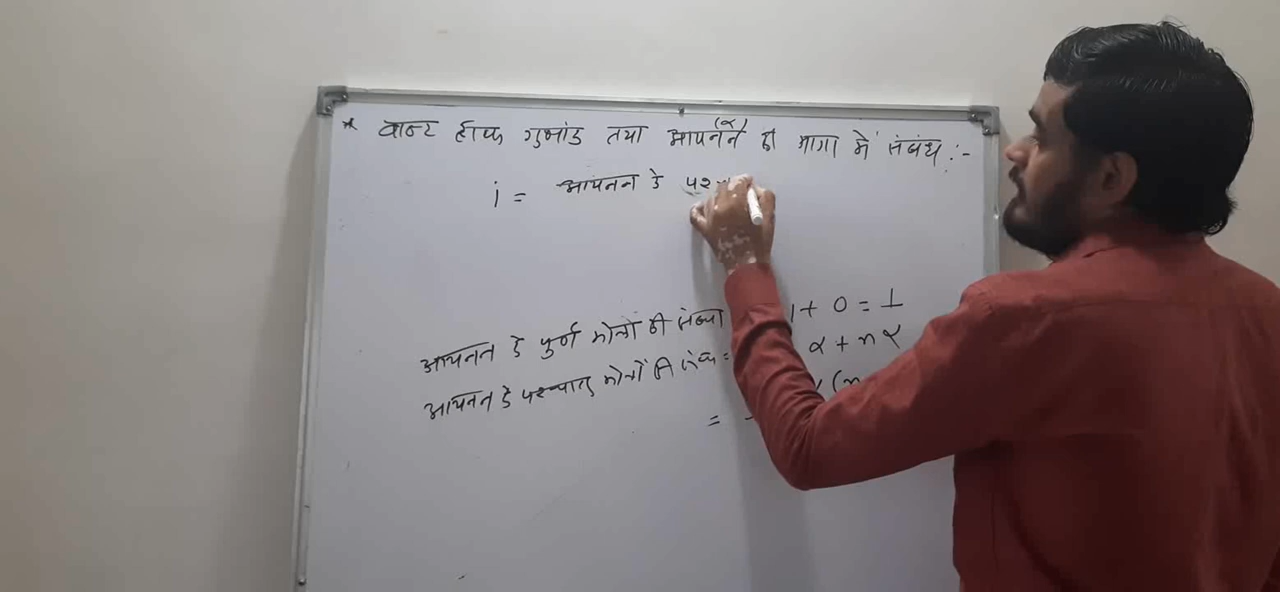 * वान्ट हाफ गुणांक तथा आयनन (α) की मात्रा में संबंध :-
i = आयनन के पश्
आयनन के पुर्ण मोलो की संख्या 1 + 0 = 1
आयनन के पश्चात् मोलों की α + nα
= (n